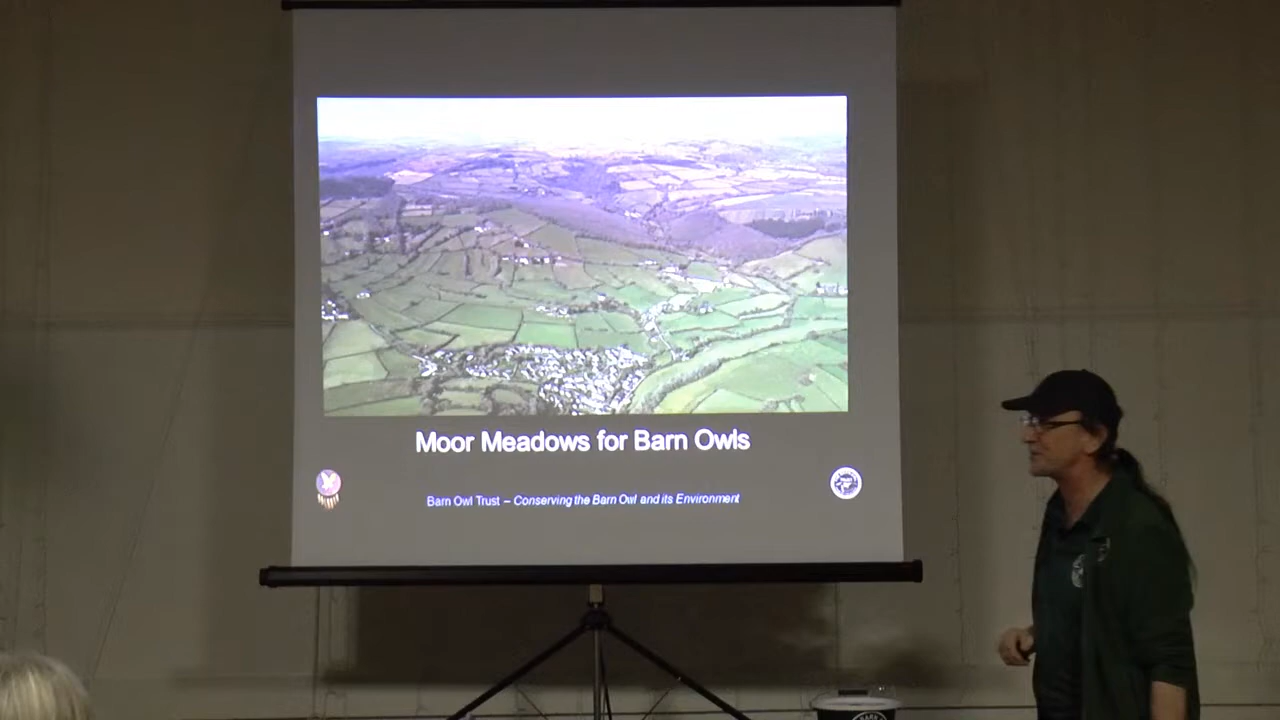 Moor Meadows for Barn Owls
Barn Owl Trust – Conserving the Barn Owl and its Environment